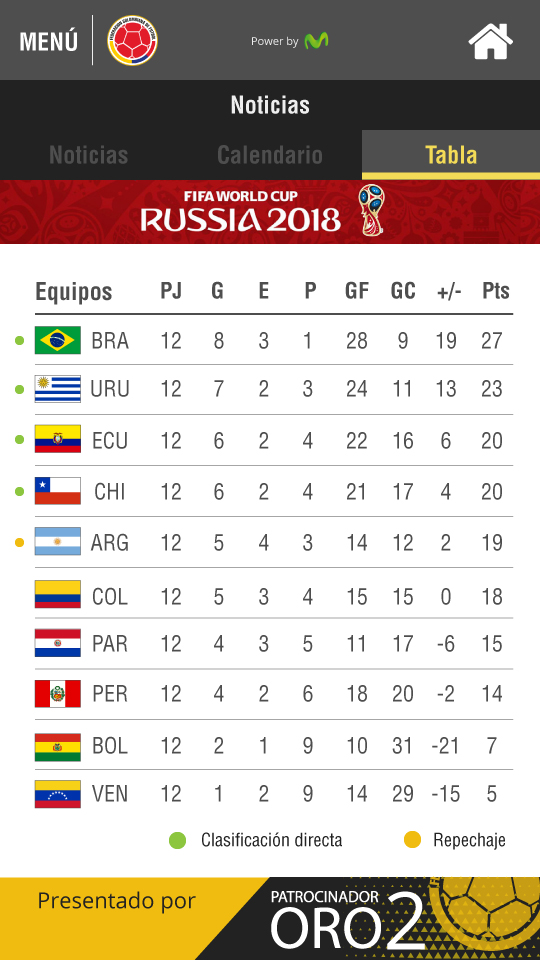 MENÚ
Power by
Noticias
Noticias Calendario Tabla
FIFA WORLD CUP
RUSSIA 2018
Equipos PJ G E P GF GC +/- Pts
BRA 12 8 3 1 28 9 19 27
URU 12 7 2 3 24 11 13 23
ECU 12 6 2 4 22 16 6 20
CHI 12 6 2 4 21 17 4 20
ARG 12 5 4 3 14 12 2 19
COL 12 5 3 4 15 15 0 18
PAR 12 4 3 5 11 17 -6 15
PER 12 4 2 6 18 20 -2 14
BOL 12 2 1 9 10 31 -21 7
VEN 12 1 2 9 14 29 -15 5
Clasificación directa Repechaje
Presentado por
PATROCINADOR
ORO2